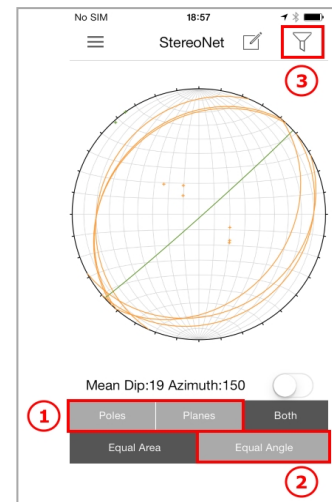 No SIM 18:57
StereoNet
3
Mean Dip:19 Azimuth:150
1 Poles Planes Both
Equal Area Equal Angle
2